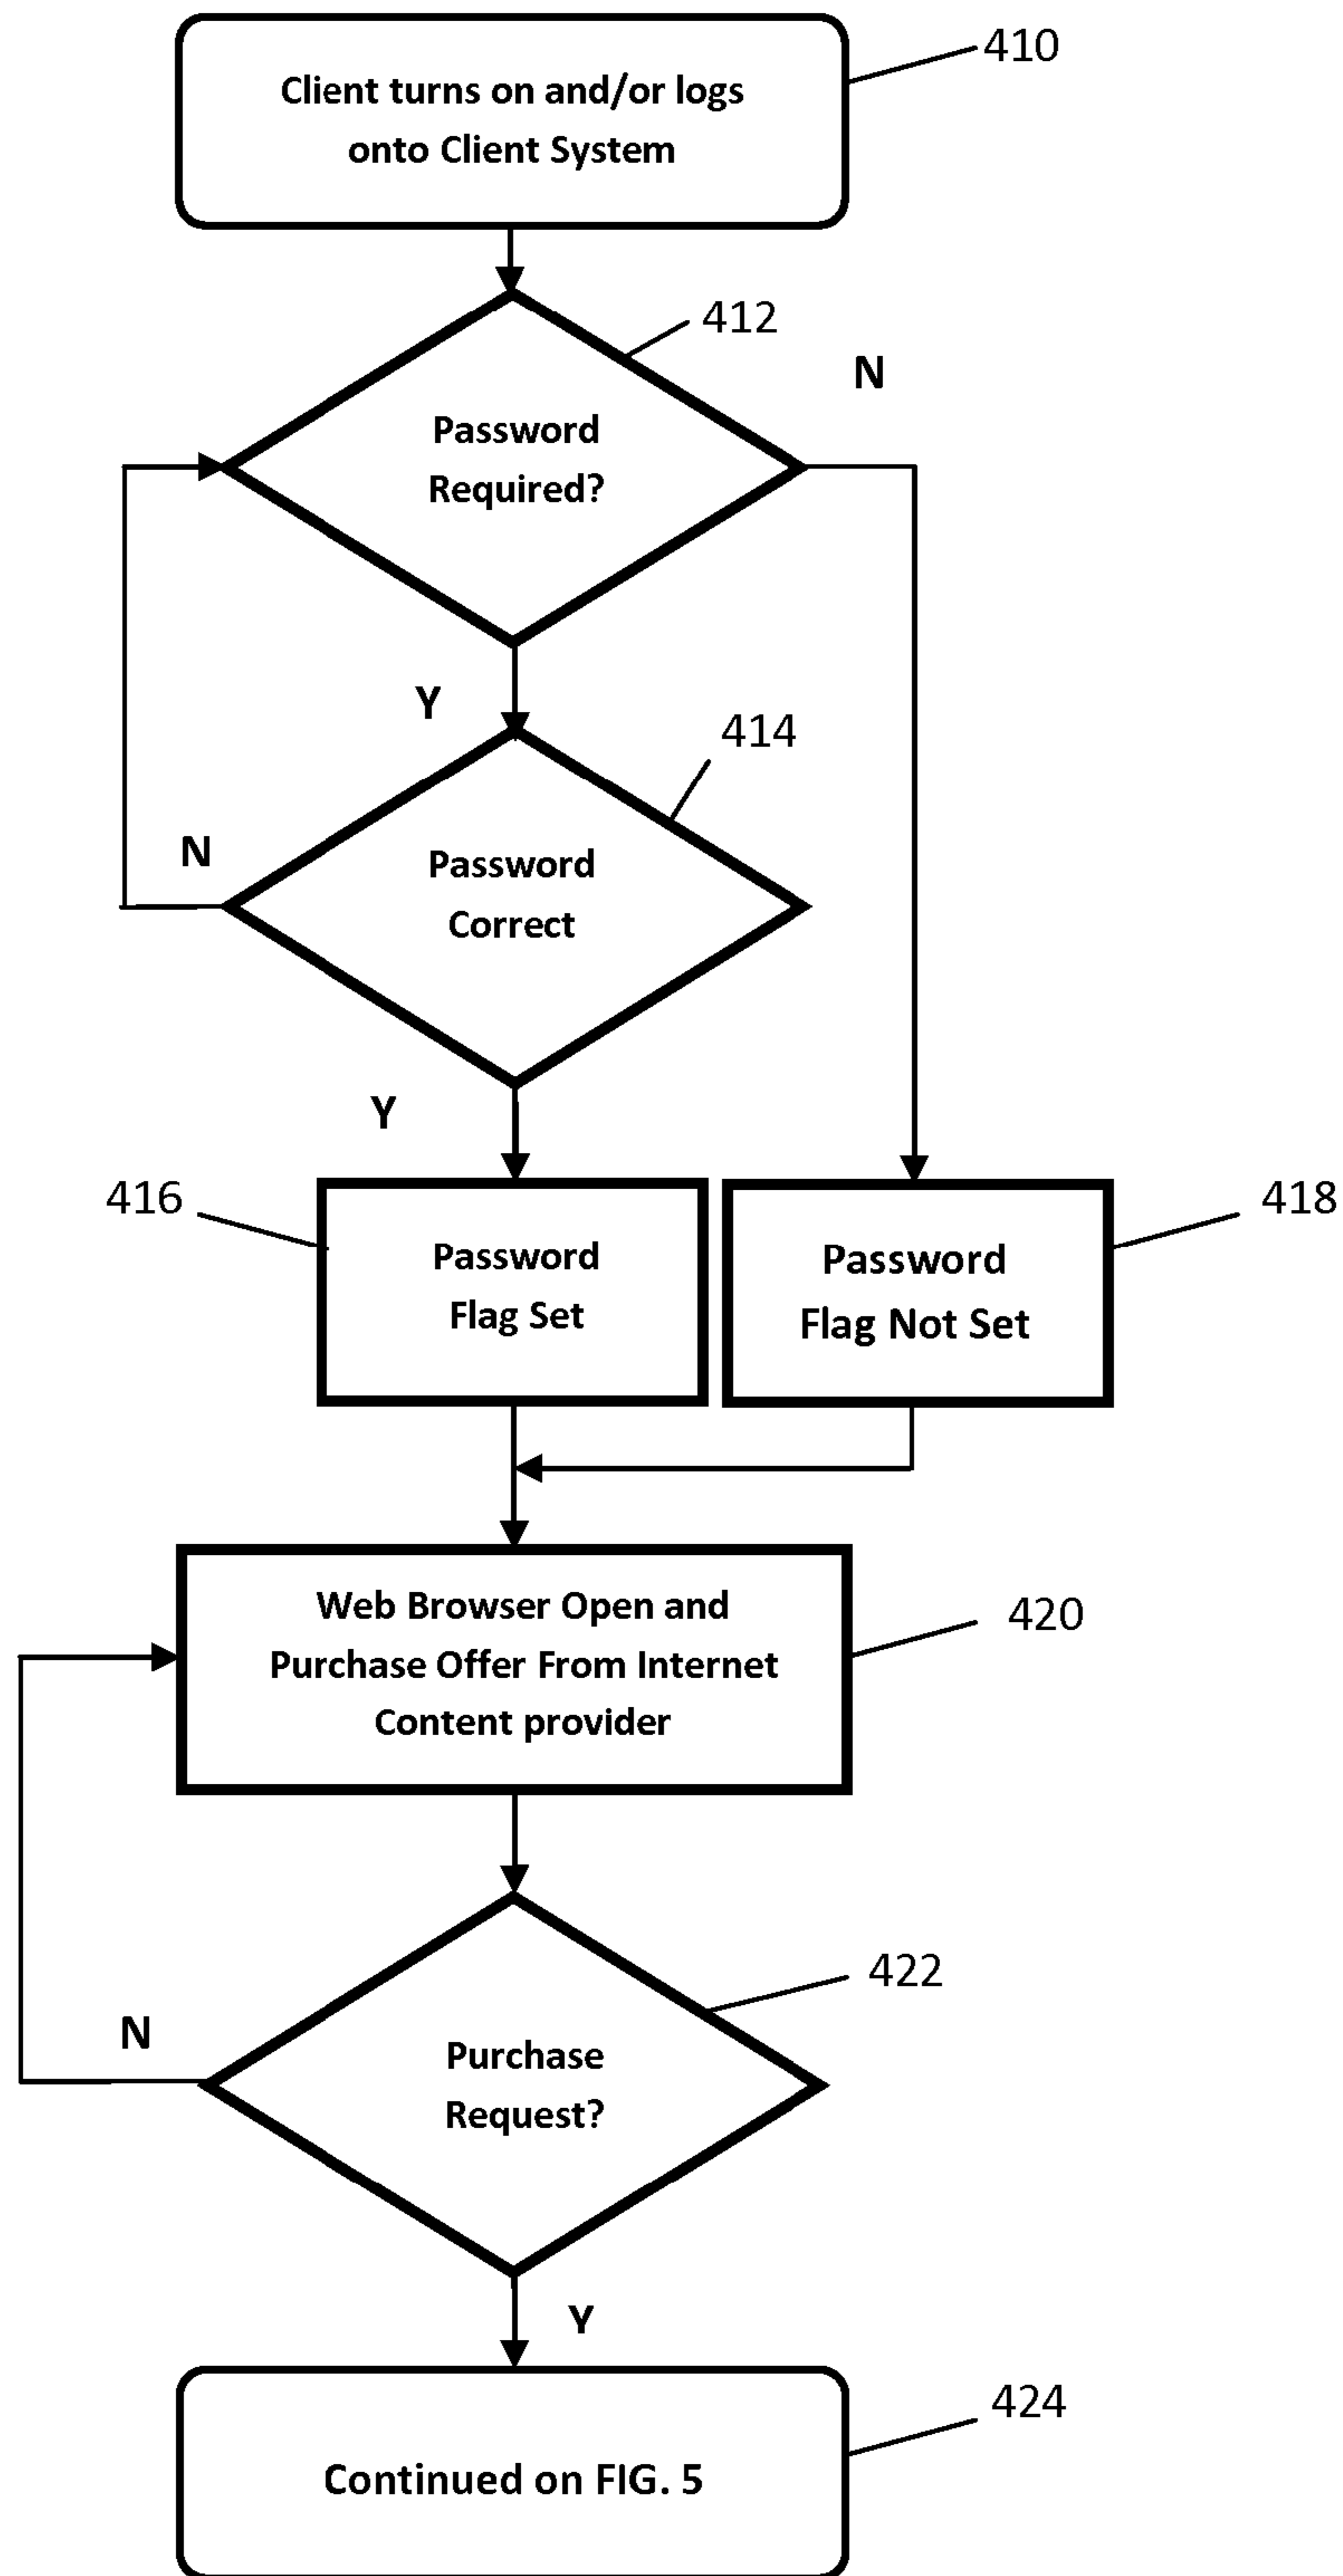 Client turns on and/or logs
onto Client System
410
412
N
Password
Required?
Y
414
N
Password
Correct
Y
416
418
Password
Flag Set
Password
Flag Not Set
Web Browser Open and
Purchase Offer From Internet
Content provider
420
422
N
Purchase
Request?
Y
424
Continued on FIG. 5